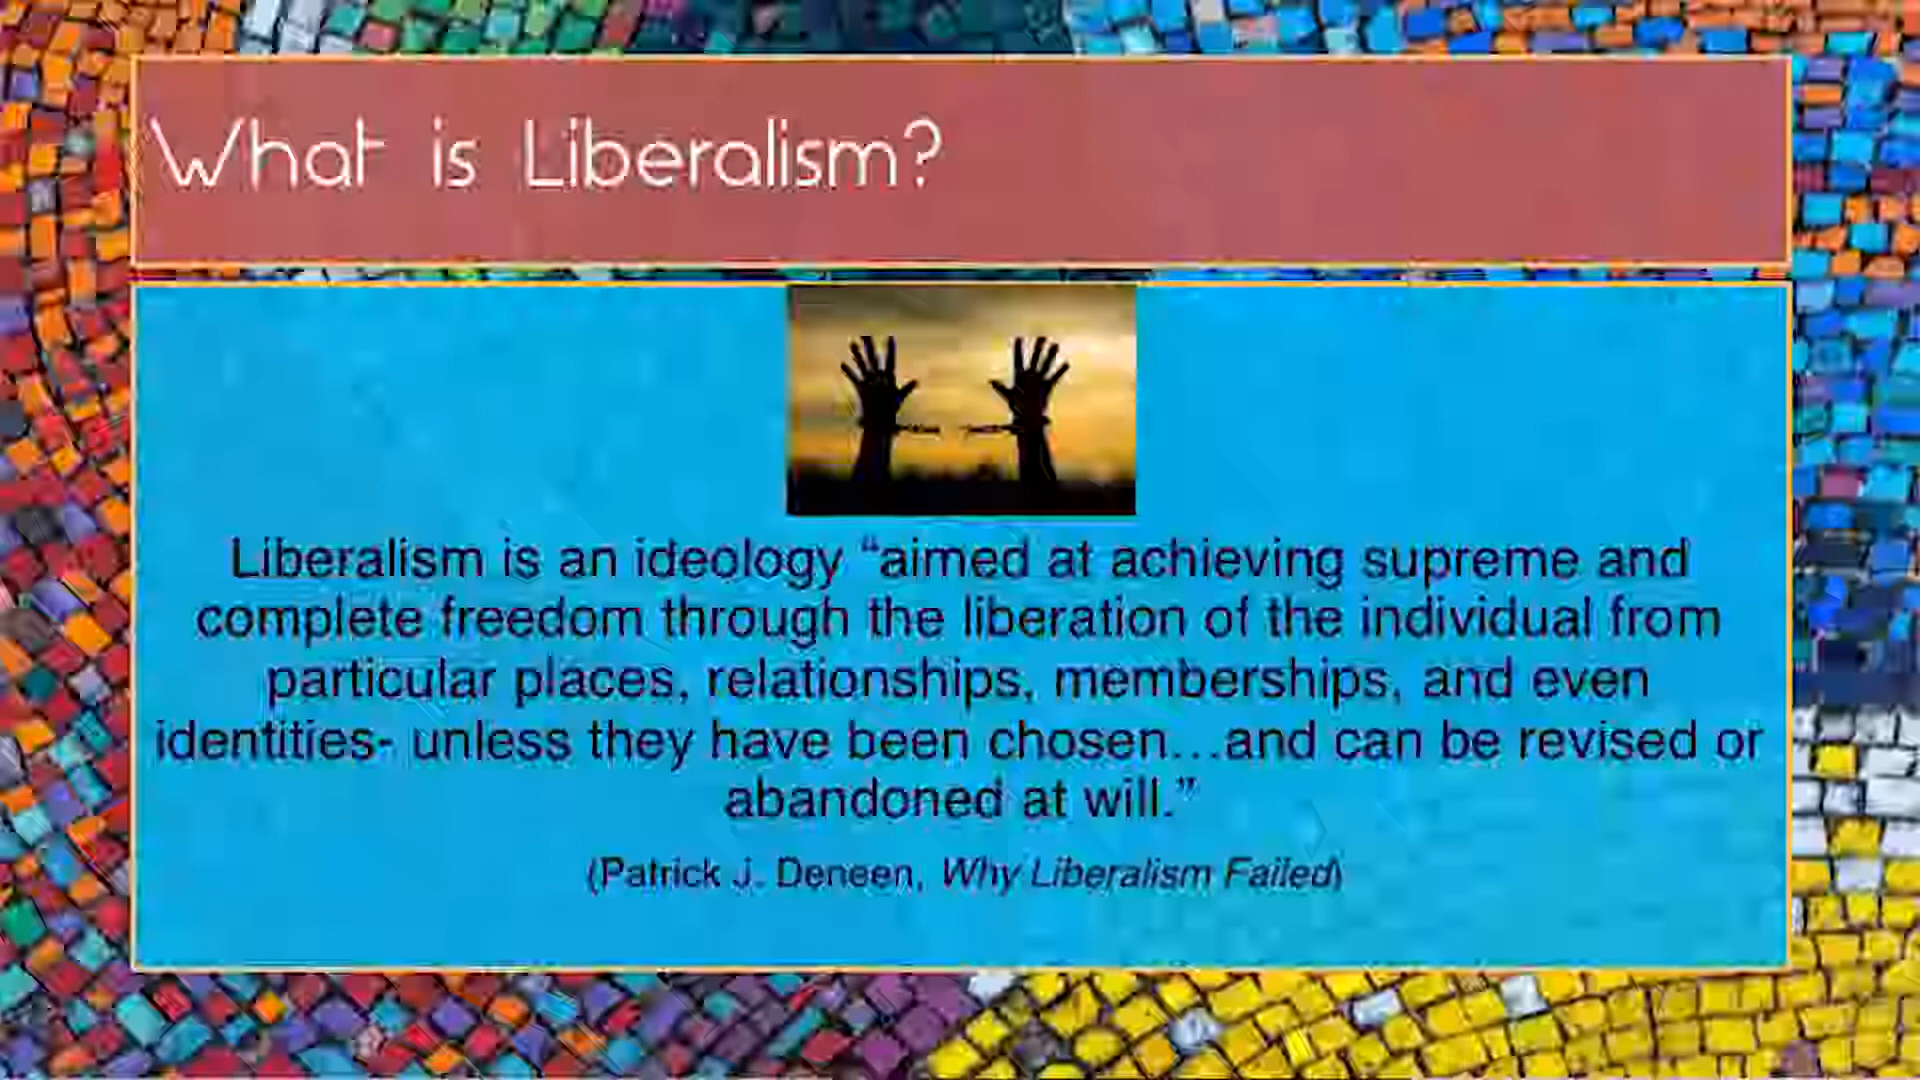 What is Liberalism?
Liberalism is an ideology “aimed at achieving supreme and
complete freedom through the liberation of the individual from
particular places, relationships, memberships, and even
identities- unless they have been chosen…and can be revised or
abandoned at will.”
(Patrick J. Deneen, Why Liberalism Failed)